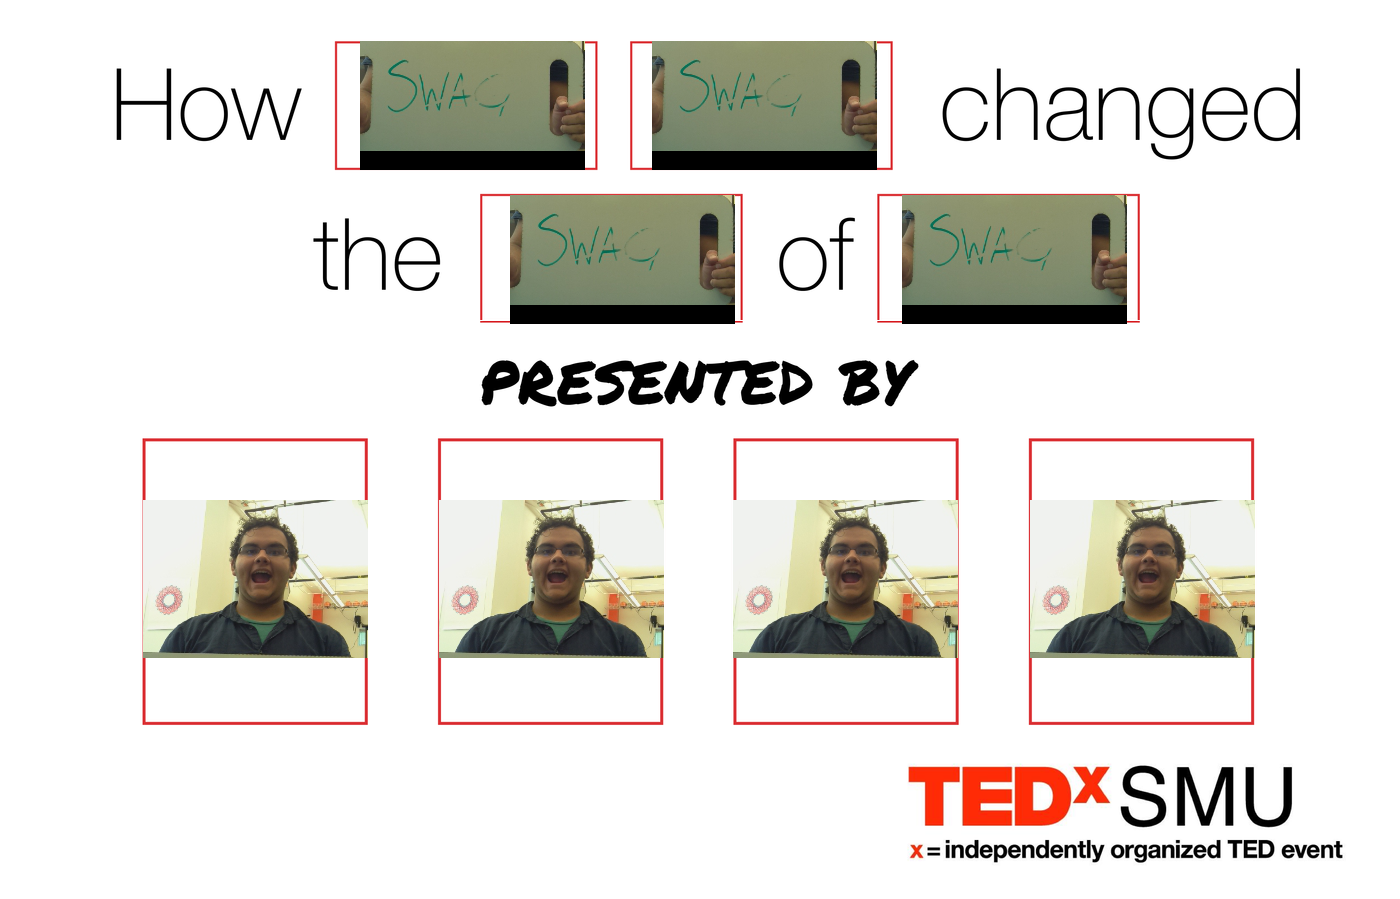 How SWAG SWAG changed
the SWAG of SWAG
PRESENTED BY
TEDx SMU
x = independently organized TED event